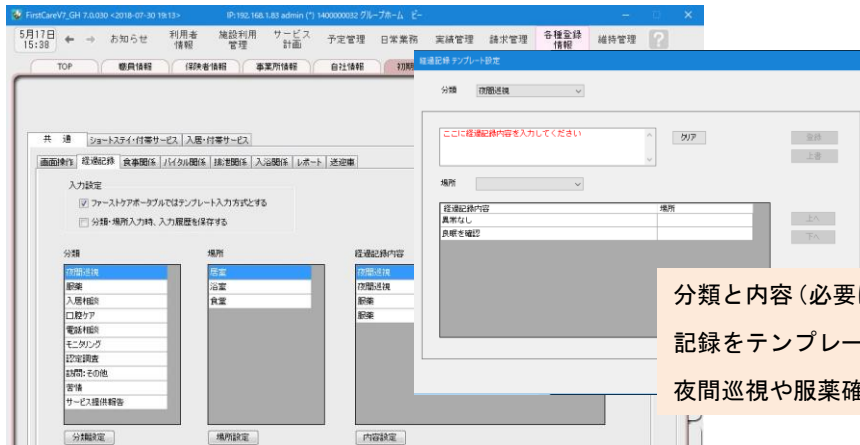 FirstCareV7_GH 7.0.030 <2018-07-30 19:13> IP:192.168.1.83 admin (*) 1400000032 グループホーム ビー
5月17日 15:38 お知らせ 利用者情報 施設利用管理 サービス計画 予定管理 日常業務 実績管理 請求管理 各種登録情報 維持管理 ?
TOP 職員情報 保険者情報 事業所情報 自社情報 初期
共通 ショートステイ・付帯サービス 入居・付帯サービス
画面操作 経過記録 食事関係 バイタル関係 排泄関係 入浴関係 レポート 送迎車
入力設定
ファーストケアポータブルではテンプレート入力方式とする
分類・場所入力時、入力履歴を保存する
分類 場所 経過記録内容
夜間巡視 居室 夜間巡視
服薬 浴室 夜間巡視
入居相談 食堂 服薬
口腔ケア 服薬
電話相談
モニタリング
認定調査
訪問:その他
苦情
サービス提供報告
分類設定 場所設定 内容設定
経過記録 テンプレート設定
分類 夜間巡視
ここに経過記録内容を入力してください クリア 登録
上書
場所
経過記録内容 場所
異常なし 上へ
良眠を確認 下へ
分類と内容(必要
記録をテンプレー
夜間巡視や服薬確